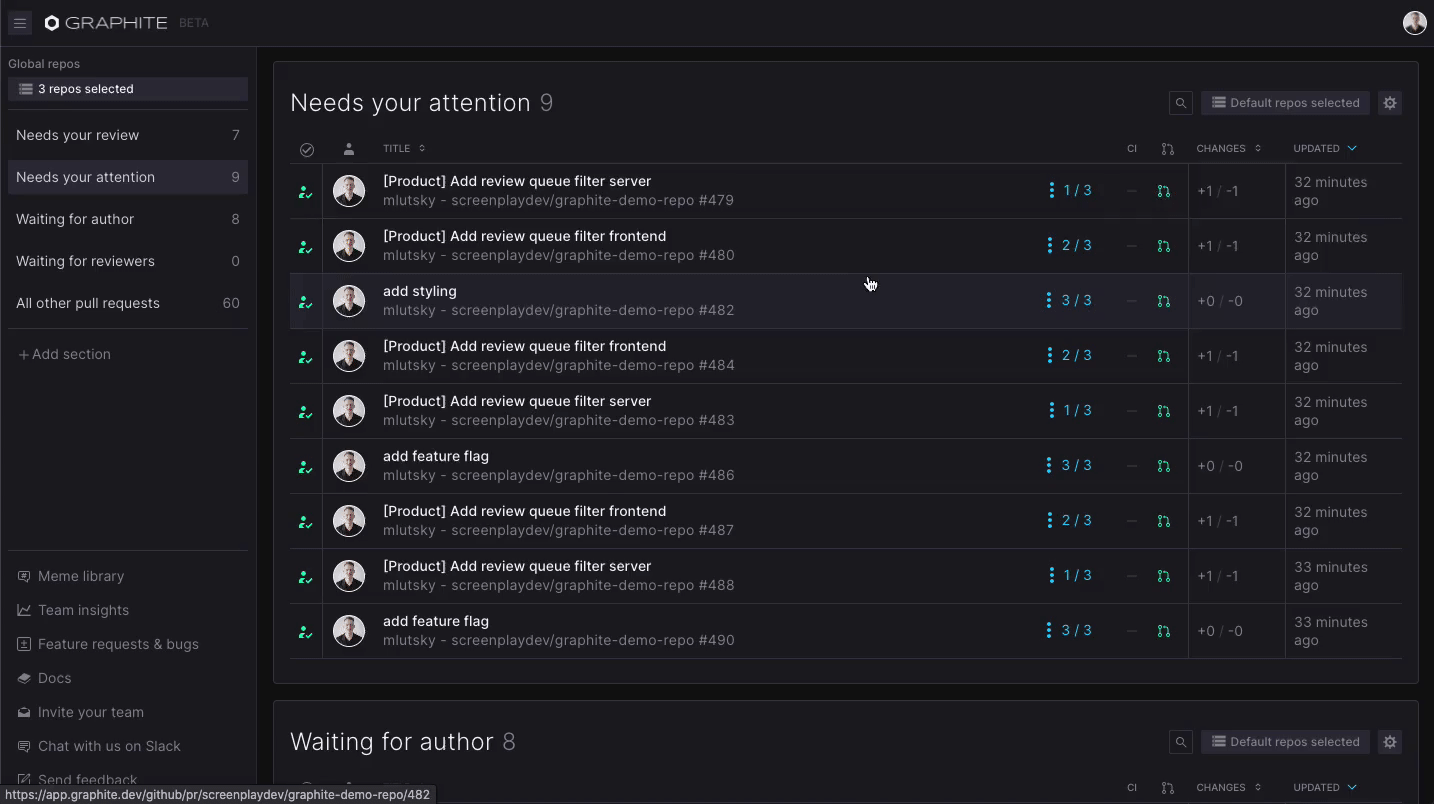 GRAPHITE BETA
Global repos
3 repos selected
Needs your review 7
Needs your attention 9
Waiting for author 8
Waiting for reviewers 0
All other pull requests 60
+ Add section
Meme library
Team insights
Feature requests & bugs
Docs
Invite your team
Chat with us on Slack
Send feedback
https://app.graphite.dev/github/pr/screenplaydev/graphite-demo-repo/482
Needs your attention 9
Default repos selected
TITLE CI CHANGES UPDATED
[Product] Add review queue filter server
mlutsky - screenplaydev/graphite-demo-repo #479
1 / 3
+1 / -1
32 minutes
ago
[Product] Add review queue filter frontend
mlutsky - screenplaydev/graphite-demo-repo #480
2 / 3
+1 / -1
32 minutes
ago
add styling
mlutsky - screenplaydev/graphite-demo-repo #482
3 / 3
+0 / -0
32 minutes
ago
[Product] Add review queue filter frontend
mlutsky - screenplaydev/graphite-demo-repo #484
2 / 3
+1 / -1
32 minutes
ago
[Product] Add review queue filter server
mlutsky - screenplaydev/graphite-demo-repo #483
1 / 3
+1 / -1
32 minutes
ago
add feature flag
mlutsky - screenplaydev/graphite-demo-repo #486
3 / 3
+0 / -0
32 minutes
ago
[Product] Add review queue filter frontend
mlutsky - screenplaydev/graphite-demo-repo #487
2 / 3
+1 / -1
32 minutes
ago
[Product] Add review queue filter server
mlutsky - screenplaydev/graphite-demo-repo #488
1 / 3
+1 / -1
33 minutes
ago
add feature flag
mlutsky - screenplaydev/graphite-demo-repo #490
3 / 3
+0 / -0
33 minutes
ago
Waiting for author 8
Default repos selected
CI CHANGES UPDATED